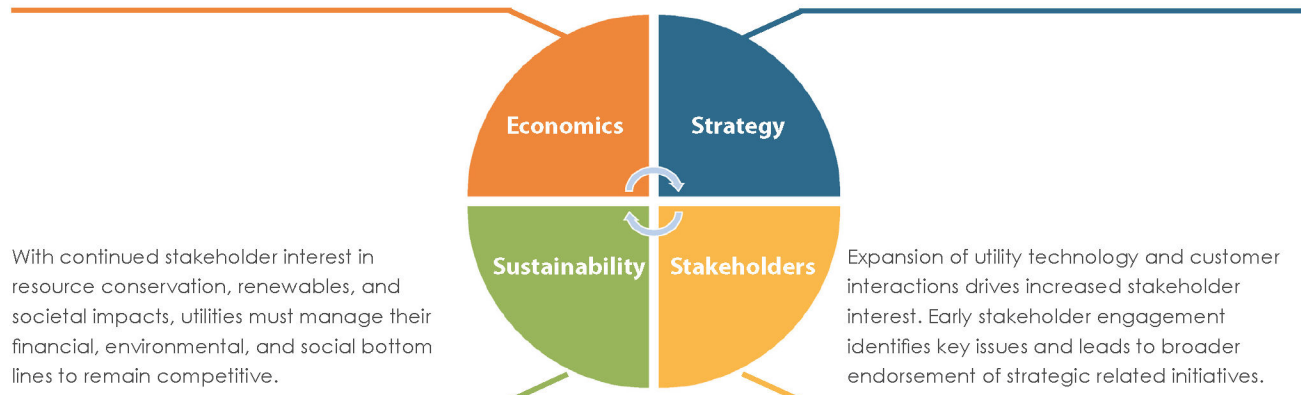 Economics
Strategy
Sustainability
Stakeholders
With continued stakeholder interest in
resource conservation, renewables, and
societal impacts, utilities must manage their
financial, environmental, and social bottom
lines to remain competitive.
Expansion of utility technology and customer
interactions drives increased stakeholder
interest. Early stakeholder engagement
identifies key issues and leads to broader
endorsement of strategic related initiatives.